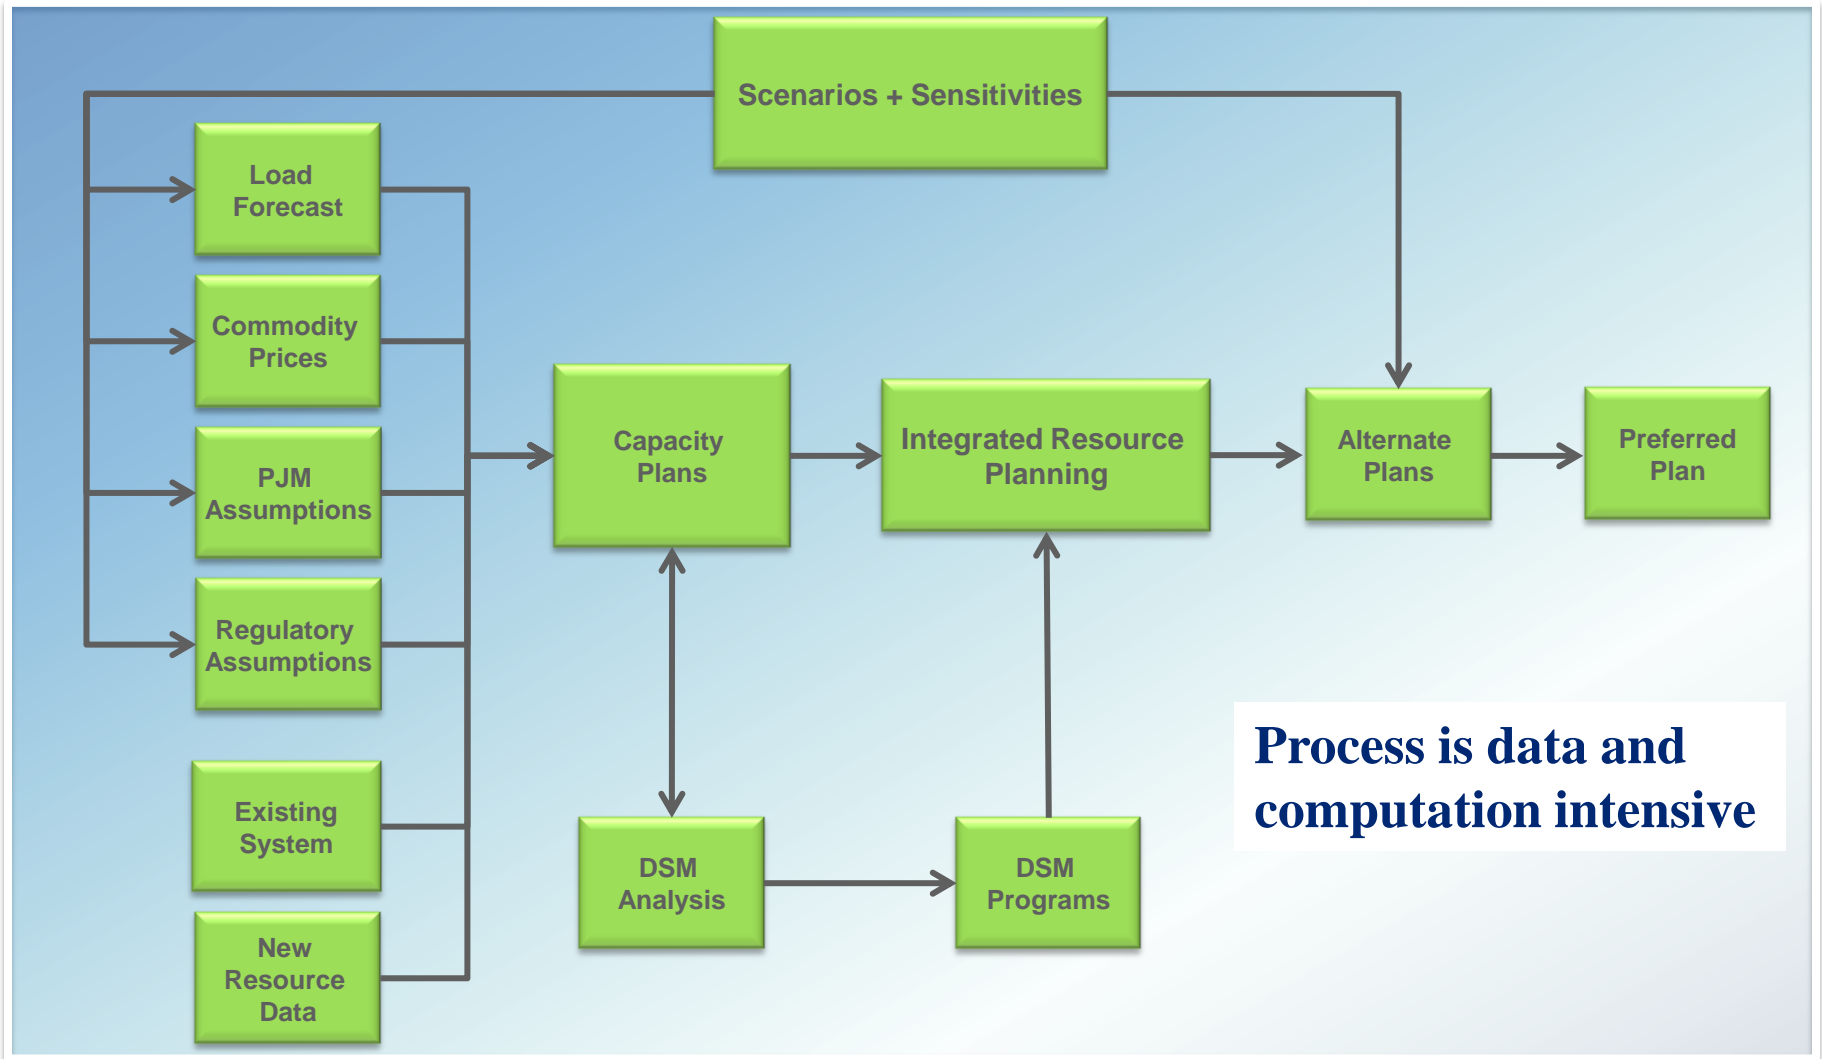 Scenarios + Sensitivities
Load
Forecast
Commodity
Prices
PJM
Assumptions
Regulatory
Assumptions
Existing
System
New
Resource
Data
Capacity
Plans
Integrated Resource
Planning
Alternate
Plans
Preferred
Plan
DSM
Analysis
DSM
Programs
Process is data and
computation intensive